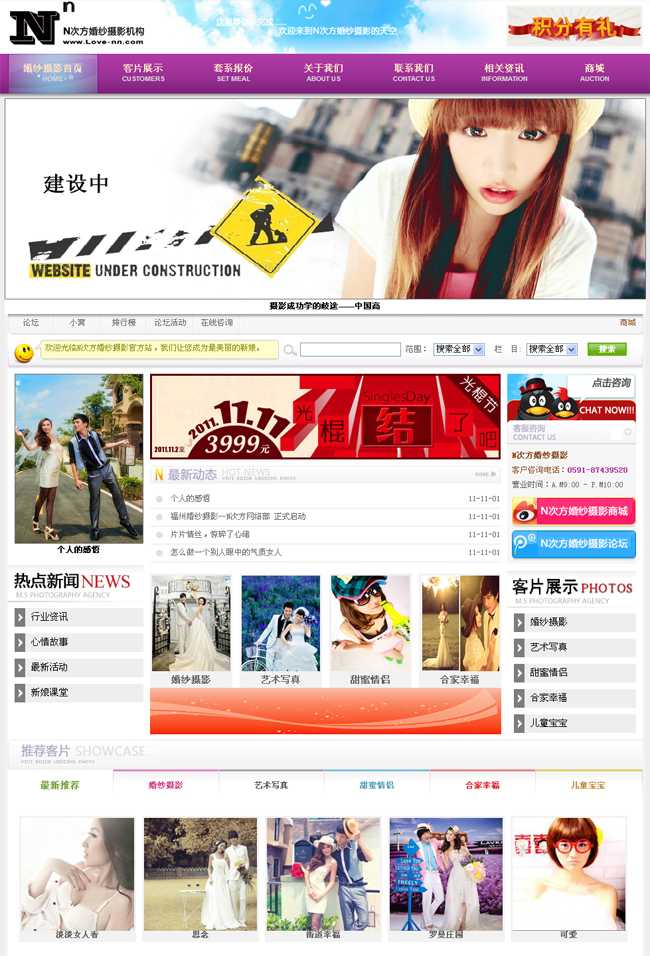 n
N
N次方婚纱摄影机构
www.Love-nn.com
欢迎来到N次方婚纱摄影的天空
积分有礼
婚纱摄影首页 客片展示 套系报价 关于我们 联系我们 相关资讯 商城
HOME CUSTOMERS SET MEAL ABOUT US CONTACT US INFORMATION AUCTION
建设中
WEBSITE UNDER CONSTRUCTION
摄影成功学的歧途——中国高
论坛 小窝 排行榜 论坛活动 在线咨询 商城
欢迎光临N次方婚纱摄影官方站，我们让您成为最美丽的新娘。 范围： 搜索全部 栏 目: 搜索全部 搜索
个人的感悟
2011.11.11
2011.11.2至
3999元
光棍
SinglesDay
结
了吧
光棍节
最新动态 HOT NEWS
MORE
个人的感悟 11-11-01
福州婚纱摄影--N次方网络部 正式启动 11-11-01
片片情丝，惊醉了心绪 11-11-01
怎么做一个别人眼中的气质女人 11-11-01
点击咨询
CHAT NOW!!!
客服咨询
CONTACT US
N次方婚纱摄影
客户咨询电话：0591-87439520
营业时间：A.M9:00 - P.M10:00
N次方婚纱摄影商城
N次方婚纱摄影论坛
热点新闻 NEWS
M.S PHOTOGRAPHY AGENCY
行业资讯
心情故事
最新活动
新娘课堂
婚纱摄影 艺术写真 甜蜜情侣 合家幸福
客片展示 PHOTOS
M.S PHOTOGRAPHY AGENCY
婚纱摄影
艺术写真
甜蜜情侣
合家幸福
儿童宝宝
推荐客片 SHOWCASE
最新推荐 婚纱摄影 艺术写真 甜蜜情侣 合家幸福 儿童宝宝
淡淡女人香 思念 街道幸福 罗曼庄园 可爱